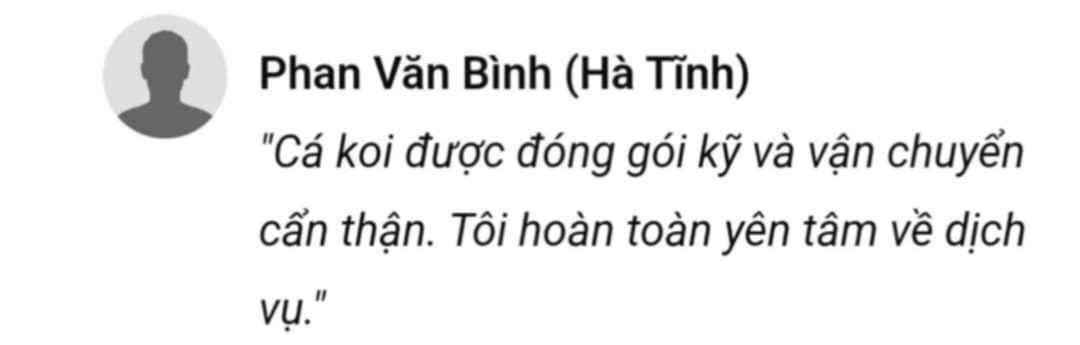 Phan Văn Bình (Hà Tĩnh)
"Cá koi được đóng gói kỹ và vận chuyển
cẩn thận. Tôi hoàn toàn yên tâm về dịch
vụ."